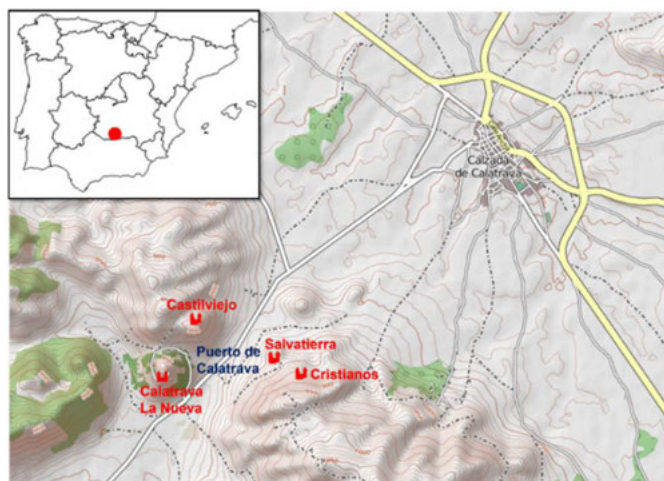 Calzada
de Calatrava
Castilviejo
Puerto de
Calatrava
Salvatierra
Cristianos
Calatrava
La Nueva